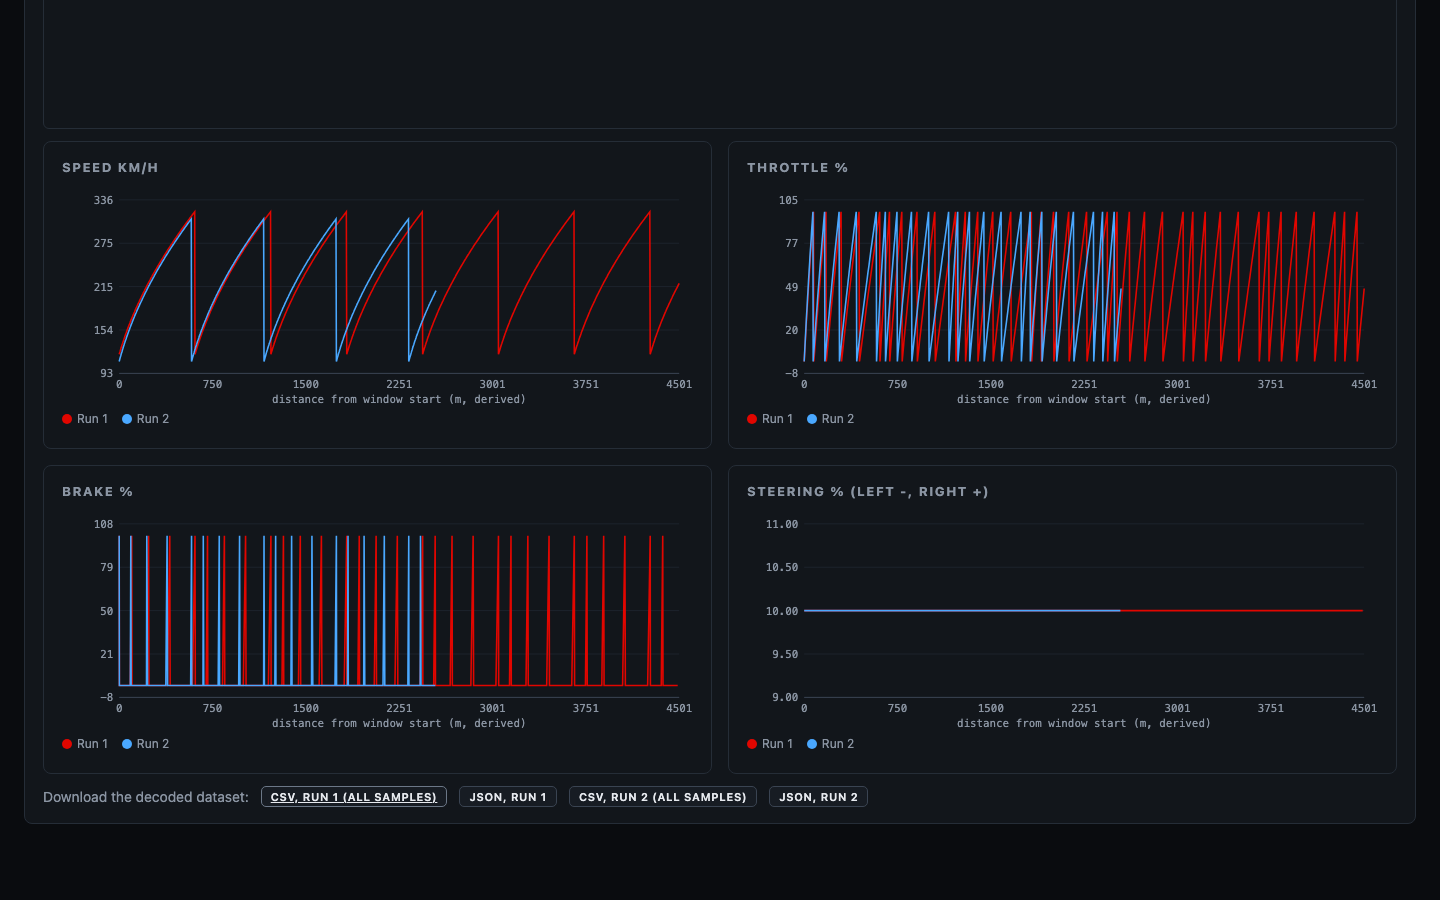 SPEED KM/H
336
275
215
154
93
0 750 1500 2251 3001 3751 4501
distance from window start (m, derived)
Run 1 Run 2
THROTTLE %
105
77
49
20
−8
0 750 1500 2251 3001 3751 4501
distance from window start (m, derived)
Run 1 Run 2
BRAKE %
108
79
50
21
−8
0 750 1500 2251 3001 3751 4501
distance from window start (m, derived)
Run 1 Run 2
STEERING % (LEFT -, RIGHT +)
11.00
10.50
10.00
9.50
9.00
0 750 1500 2251 3001 3751 4501
distance from window start (m, derived)
Run 1 Run 2
Download the decoded dataset: CSV, RUN 1 (ALL SAMPLES) JSON, RUN 1 CSV, RUN 2 (ALL SAMPLES) JSON, RUN 2